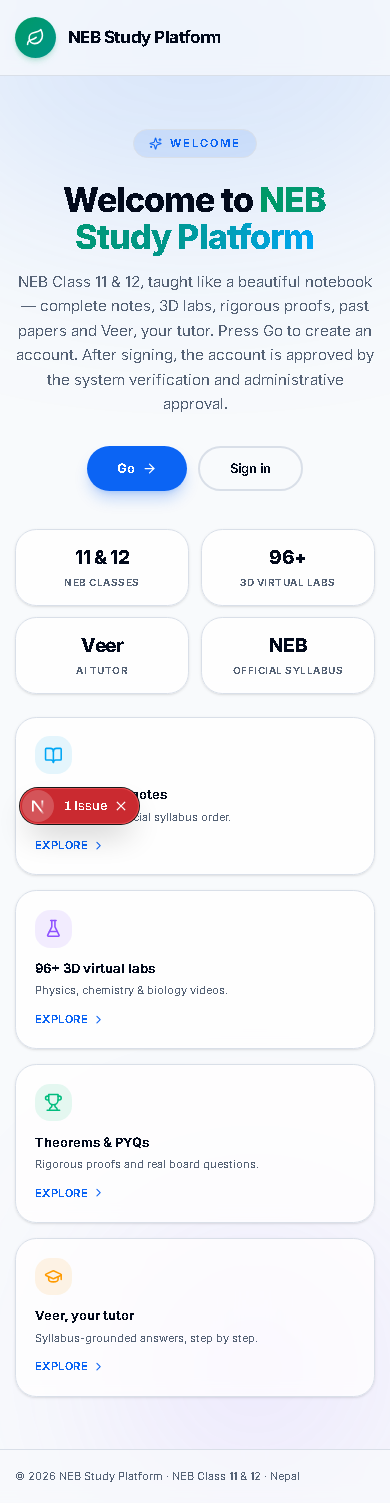 NEB Study Platform
WELCOME
Welcome to NEB
Study Platform
NEB Class 11 & 12, taught like a beautiful notebook
— complete notes, 3D labs, rigorous proofs, past
papers and Veer, your tutor. Press Go to create an
account. After signing, the account is approved by
the system verification and administrative
approval.
Go
Sign in
11 & 12
NEB CLASSES
96+
3D VIRTUAL LABS
Veer
AI TUTOR
NEB
OFFICIAL SYLLABUS
notes
N 1 Issue
syllabus order.
EXPLORE
96+ 3D virtual labs
Physics, chemistry & biology videos.
EXPLORE
Theorems & PYQs
Rigorous proofs and real board questions.
EXPLORE
Veer, your tutor
Syllabus-grounded answers, step by step.
EXPLORE
© 2026 NEB Study Platform · NEB Class 11 & 12 · Nepal